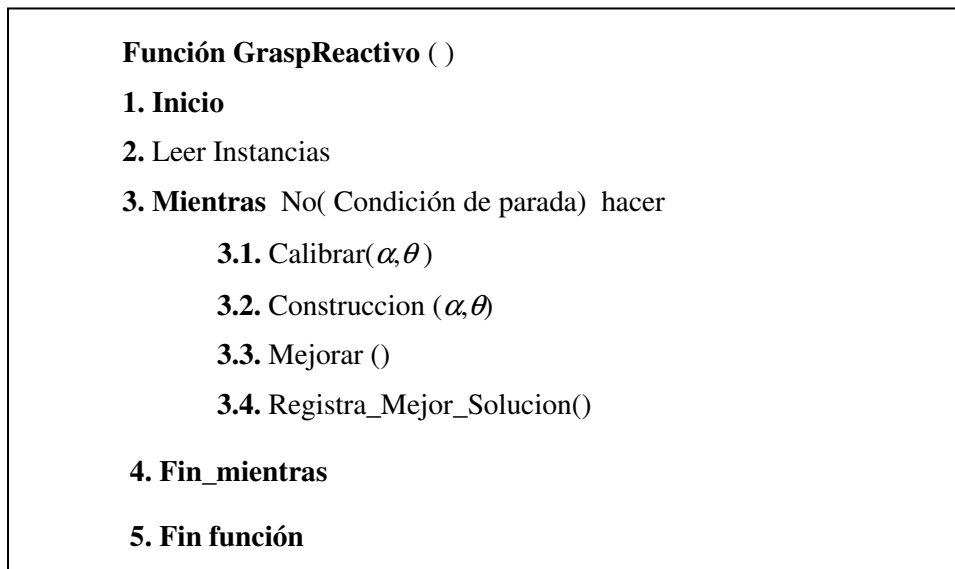 Función GraspReactivo ( )
1. Inicio
2. Leer Instancias
3. Mientras No( Condición de parada) hacer
3.1. Calibrar(α,θ)
3.2. Construccion (α,θ)
3.3. Mejorar ()
3.4. Registra_Mejor_Solucion()
4. Fin_mientras
5. Fin función